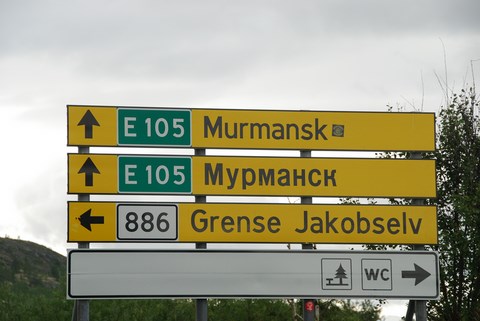 E 105 Murmansk
E 105 Мурманск
886 Grense Jakobselv
WC